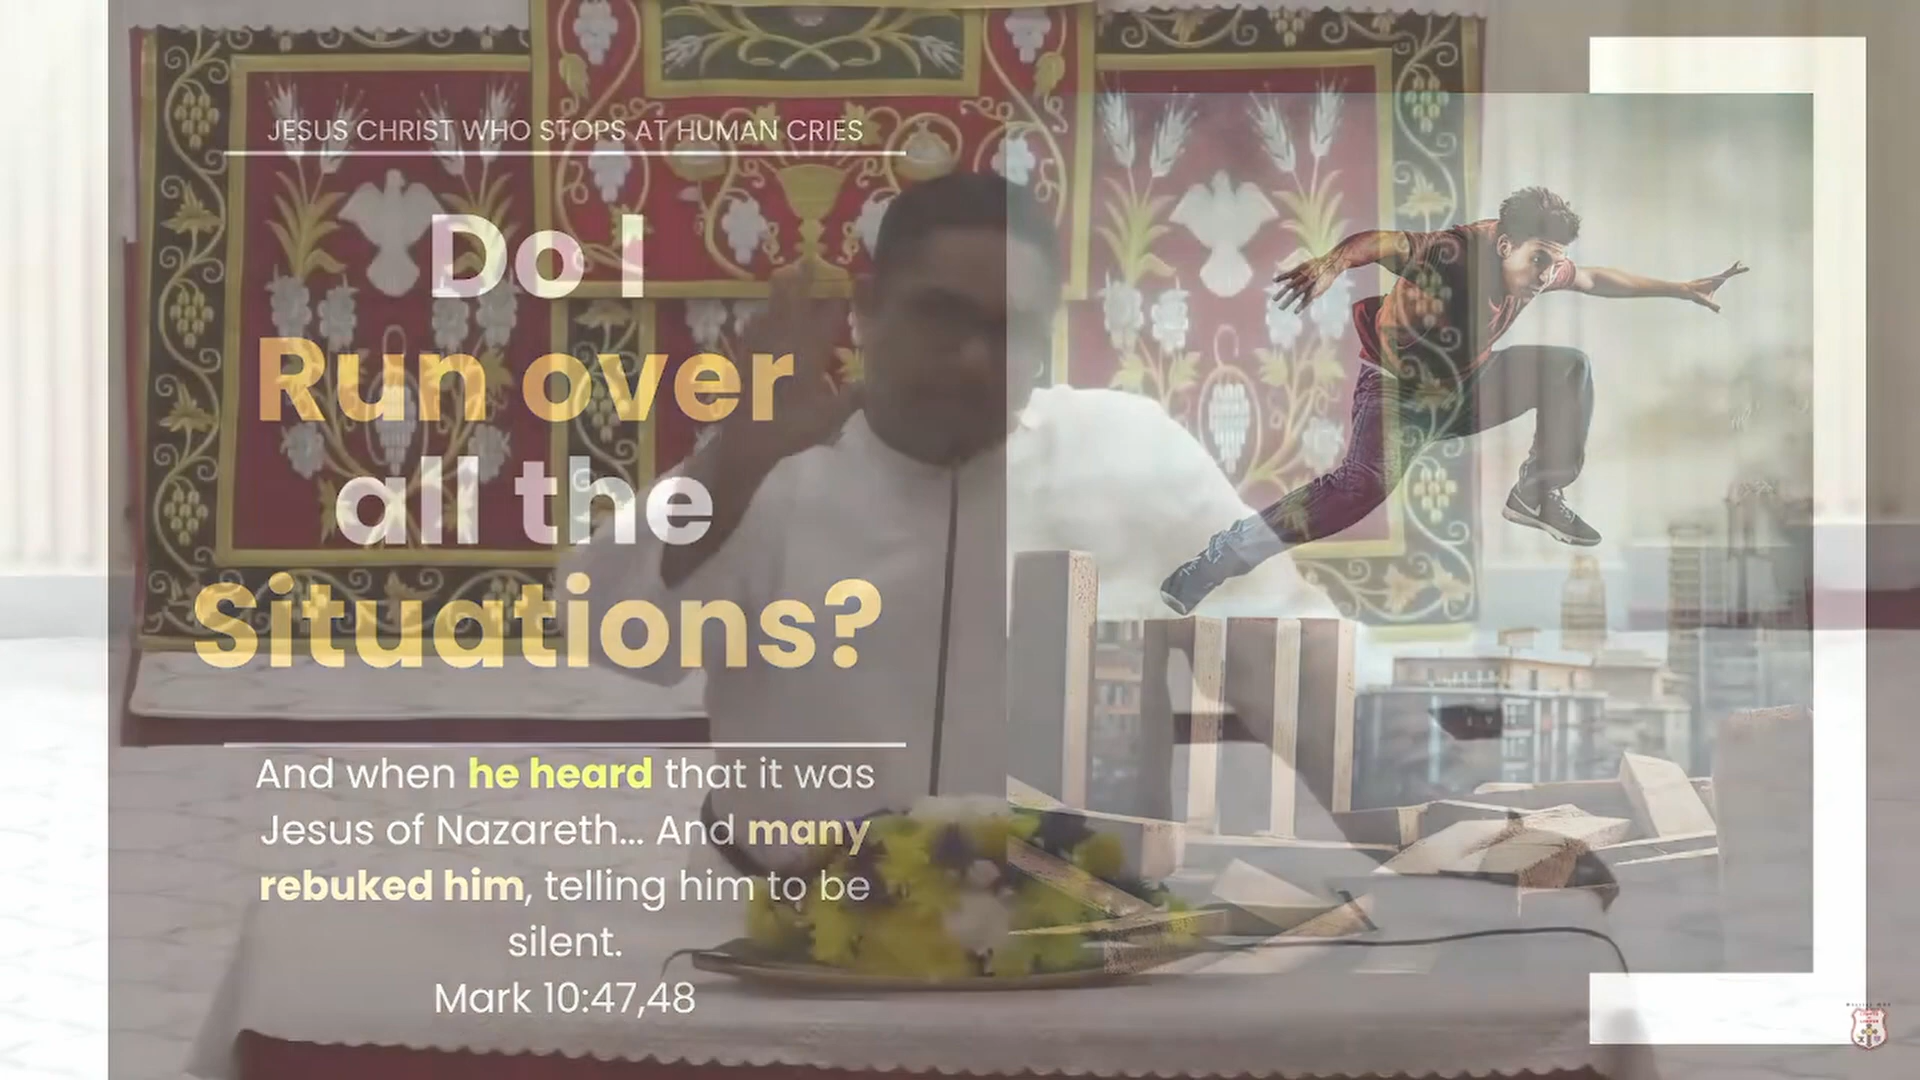 JESUS CHRIST WHO STOPS AT HUMAN CRIES
Do I
Run over
all the
Situations?
And when he heard that it was
Jesus of Nazareth... And many
rebuked him, telling him to be
silent.
Mark 10:47,48